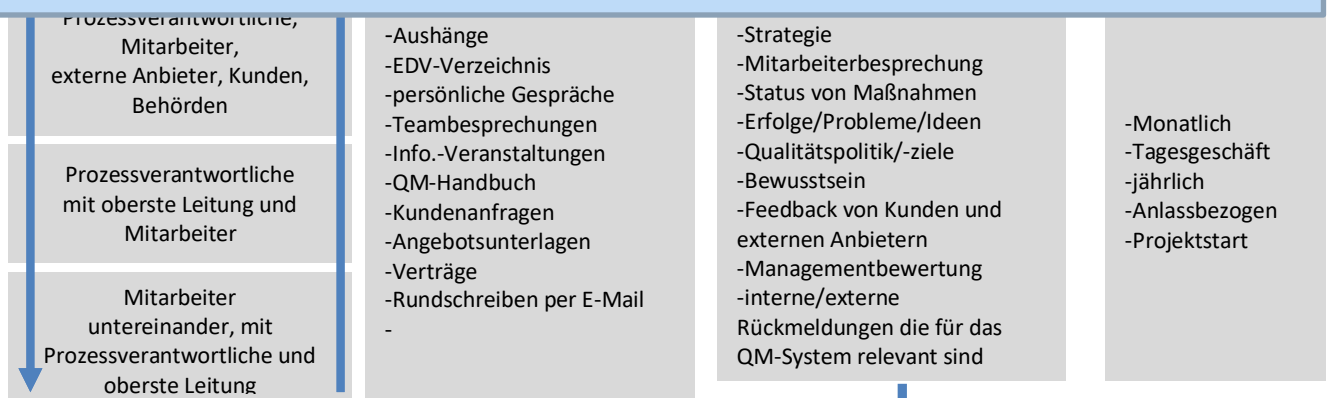 Prozessverantwortliche,
Mitarbeiter,
externe Anbieter, Kunden,
Behörden
Prozessverantwortliche
mit oberste Leitung und
Mitarbeiter
Mitarbeiter
untereinander, mit
Prozessverantwortliche und
oberste Leitung
-Aushänge
-EDV-Verzeichnis
-persönliche Gespräche
-Teambesprechungen
-Info.-Veranstaltungen
-QM-Handbuch
-Kundenanfragen
-Angebotsunterlagen
-Verträge
-Rundschreiben per E-Mail
-
-Strategie
-Mitarbeiterbesprechung
-Status von Maßnahmen
-Erfolge/Probleme/Ideen
-Qualitätspolitik/-ziele
-Bewusstsein
-Feedback von Kunden und
externen Anbietern
-Managementbewertung
-interne/externe
Rückmeldungen die für das
QM-System relevant sind
-Monatlich
-Tagesgeschäft
-jährlich
-Anlassbezogen
-Projektstart